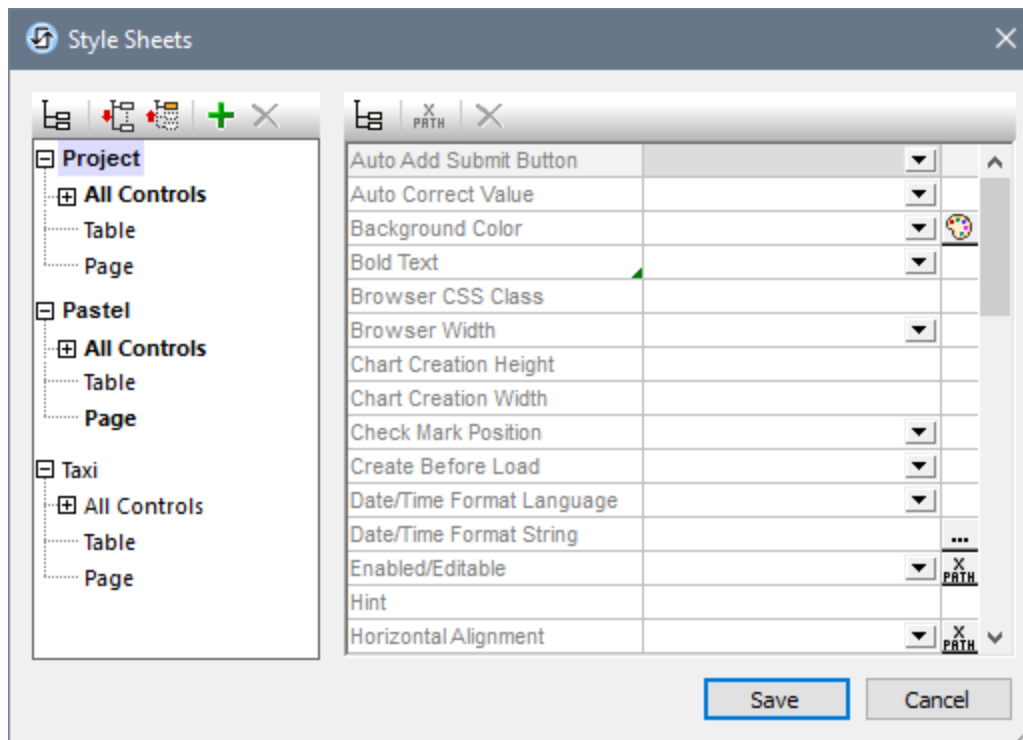 Style Sheets
X
PATH
Project
All Controls
Table
Page
Pastel
All Controls
Table
Page
Taxi
All Controls
Table
Page
Auto Add Submit Button
Auto Correct Value
Background Color
Bold Text
Browser CSS Class
Browser Width
Chart Creation Height
Chart Creation Width
Check Mark Position
Create Before Load
Date/Time Format Language
Date/Time Format String
...
Enabled/Editable
X
PATH
Hint
Horizontal Alignment
X
PATH
Save
Cancel